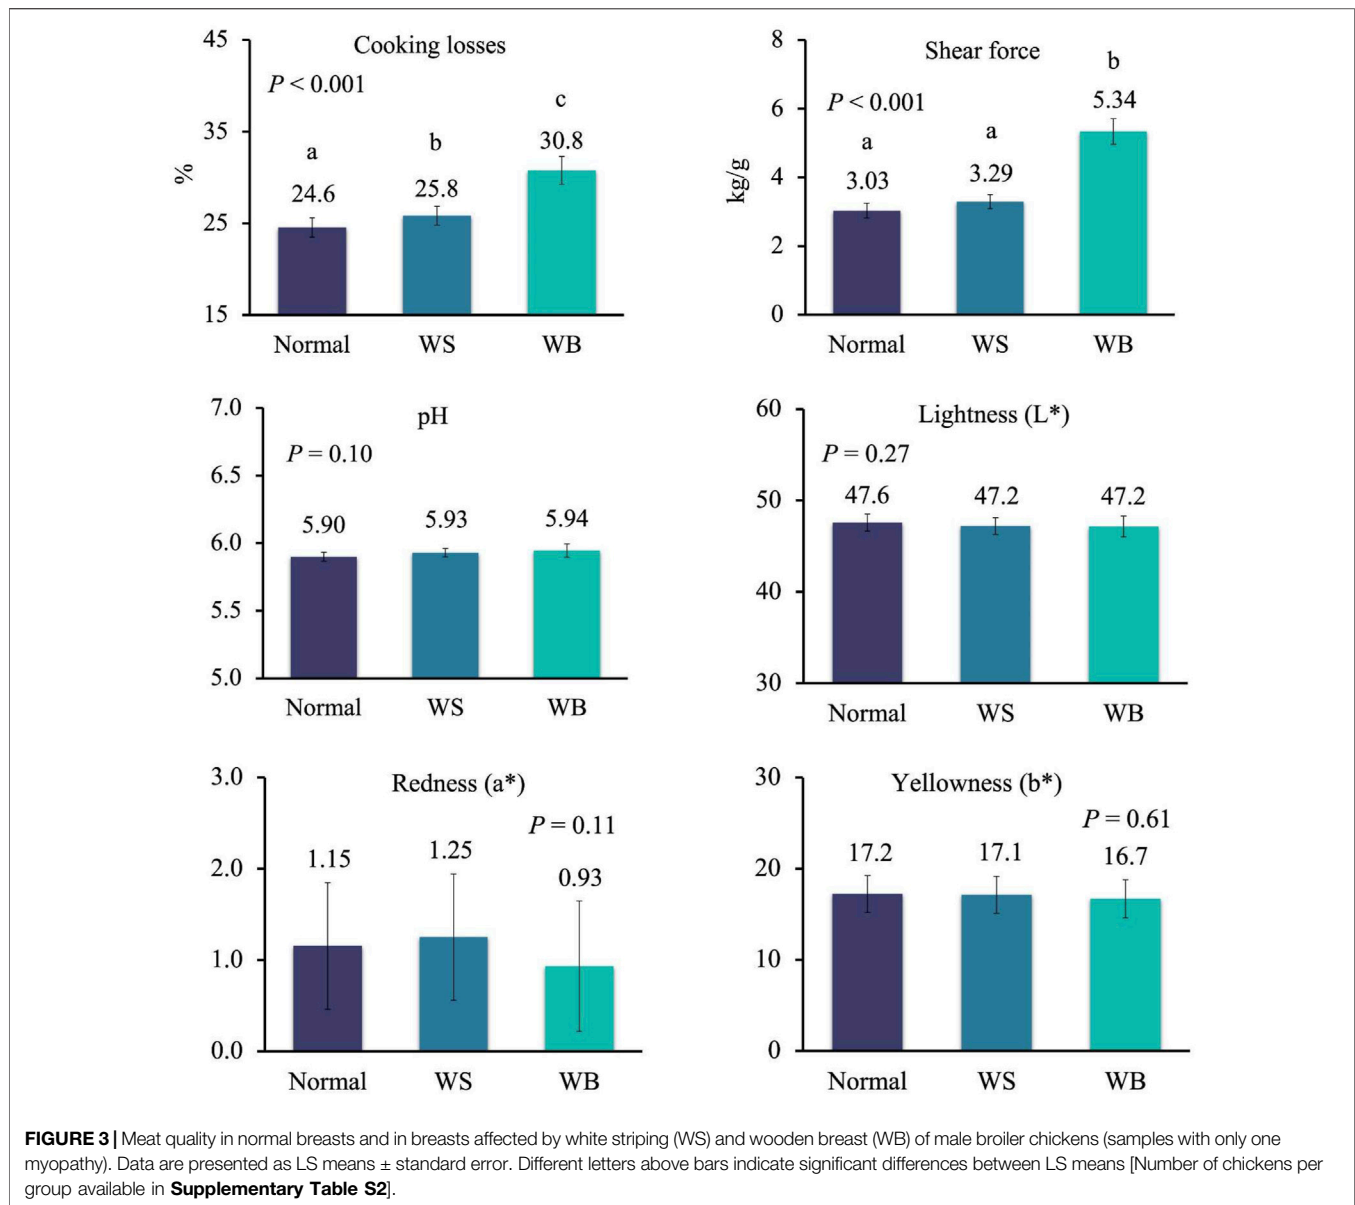 Cooking losses
P < 0.001
%
45
35
25
15
a
24.6
b
25.8
c
30.8
Normal WS WB
Shear force
P < 0.001
kg/g
8
6
4
2
0
a
3.03
a
3.29
b
5.34
Normal WS WB
pH
P = 0.10
7.0
6.5
6.0
5.5
5.0
5.90 5.93 5.94
Normal WS WB
Lightness (L*)
P = 0.27
60
50
40
30
47.6 47.2 47.2
Normal WS WB
Redness (a*)
P = 0.11
3.0
2.0
1.0
0.0
1.15 1.25 0.93
Normal WS WB
Yellowness (b*)
P = 0.61
30
20
10
0
17.2 17.1 16.7
Normal WS WB
FIGURE 3 | Meat quality in normal breasts and in breasts affected by white striping (WS) and wooden breast (WB) of male broiler chickens (samples with only one
myopathy). Data are presented as LS means ± standard error. Different letters above bars indicate significant differences between LS means [Number of chickens per
group available in Supplementary Table S2].